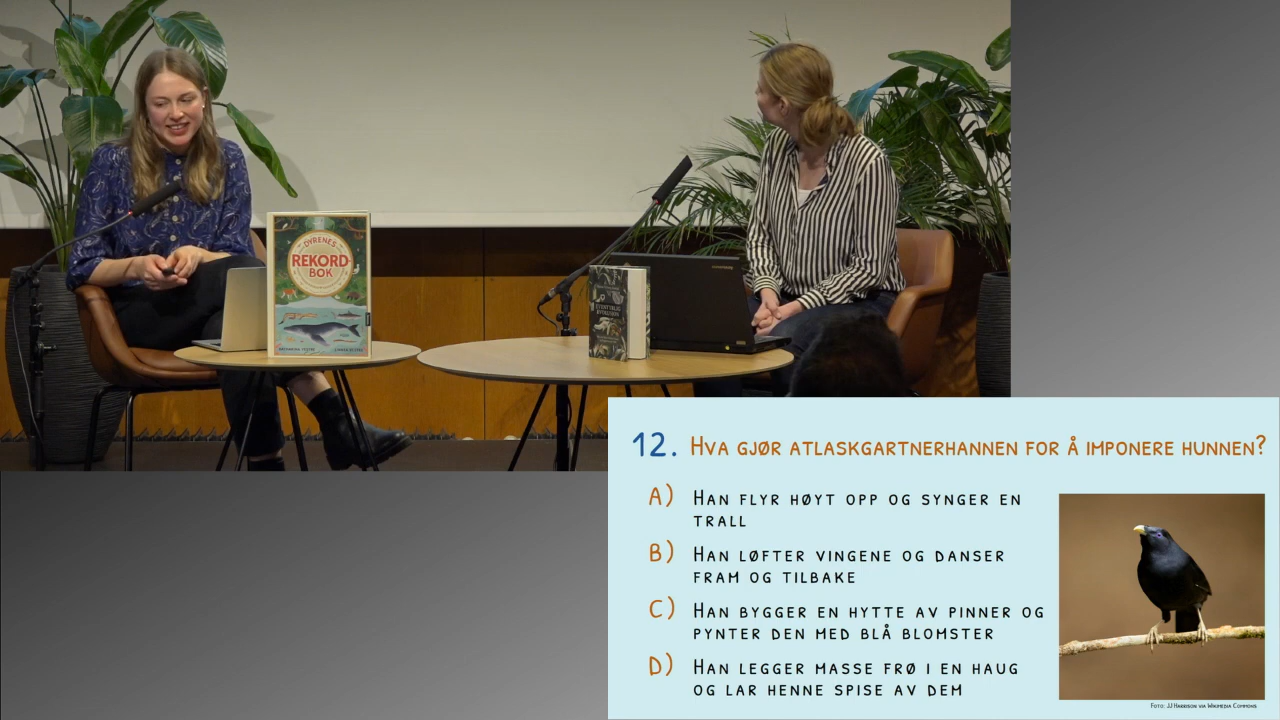 DYRENES
REKORD
BOK
12. Hva gjør atlaskgartnerhannen for å imponere hunnen?
A) Han flyr høyt opp og synger en
trall
B) Han løfter vingene og danser
fram og tilbake
C) Han bygger en hytte av pinner og
pynter den med blå blomster
D) Han legger masse frø i en haug
og lar henne spise av dem
Foto: JJ Harrison via Wikimedia Commons